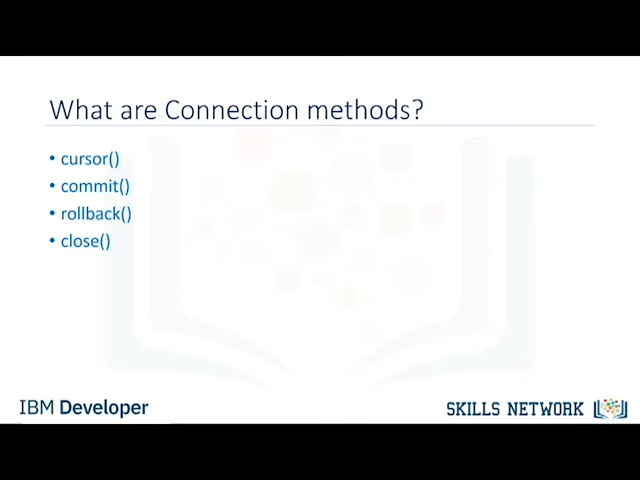 What are Connection methods?
• cursor()
• commit()
• rollback()
• close()
IBM Developer
SKILLS NETWORK